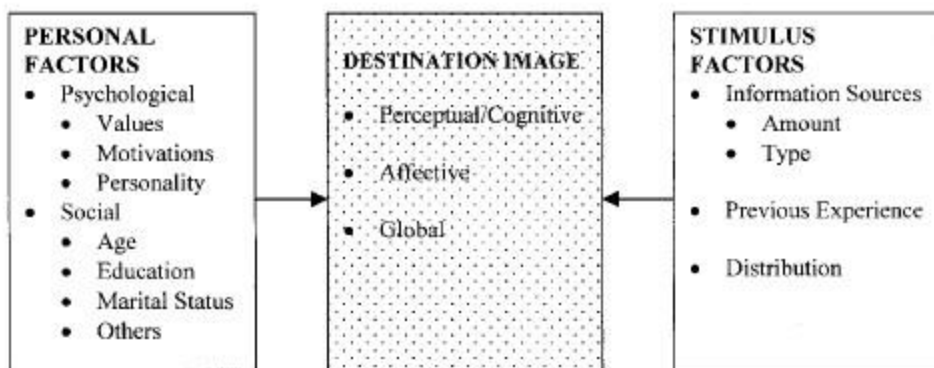 PERSONAL
FACTORS
• Psychological
• Values
• Motivations
• Personality
• Social
• Age
• Education
• Marital Status
• Others
DESTINATION IMAGE
• Perceptual/Cognitive
• Affective
• Global
STIMULUS
FACTORS
• Information Sources
• Amount
• Type
• Previous Experience
• Distribution